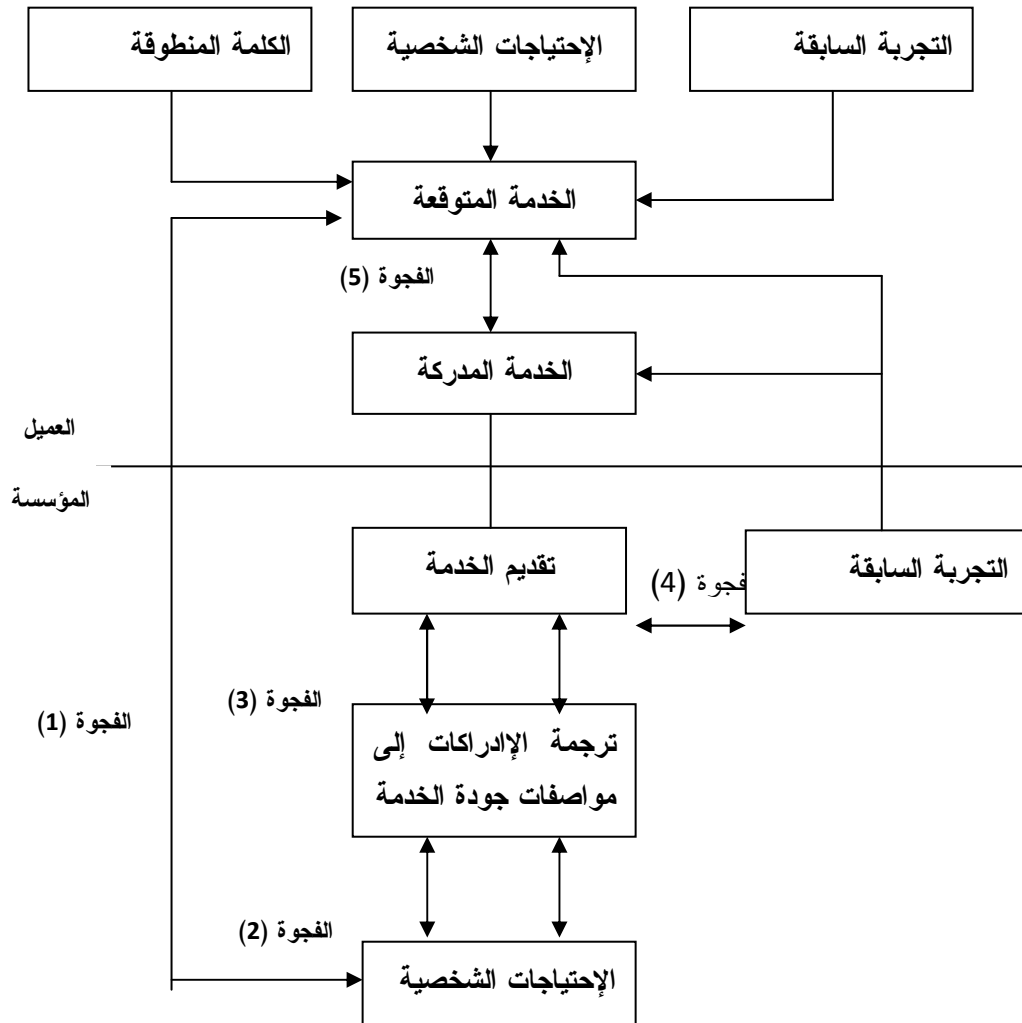 التجربة السابقة
الإحتياجات الشخصية
الكلمة المنطوقة
الخدمة المتوقعة
الفجوة (5)
الخدمة المدركة
العميل
المؤسسة
التجربة السابقة
فجوة (4)
تقديم الخدمة
الفجوة (3)
الفجوة (1)
ترجمة الإادراكات إلى
مواصفات جودة الخدمة
الفجوة (2)
الإحتياجات الشخصية